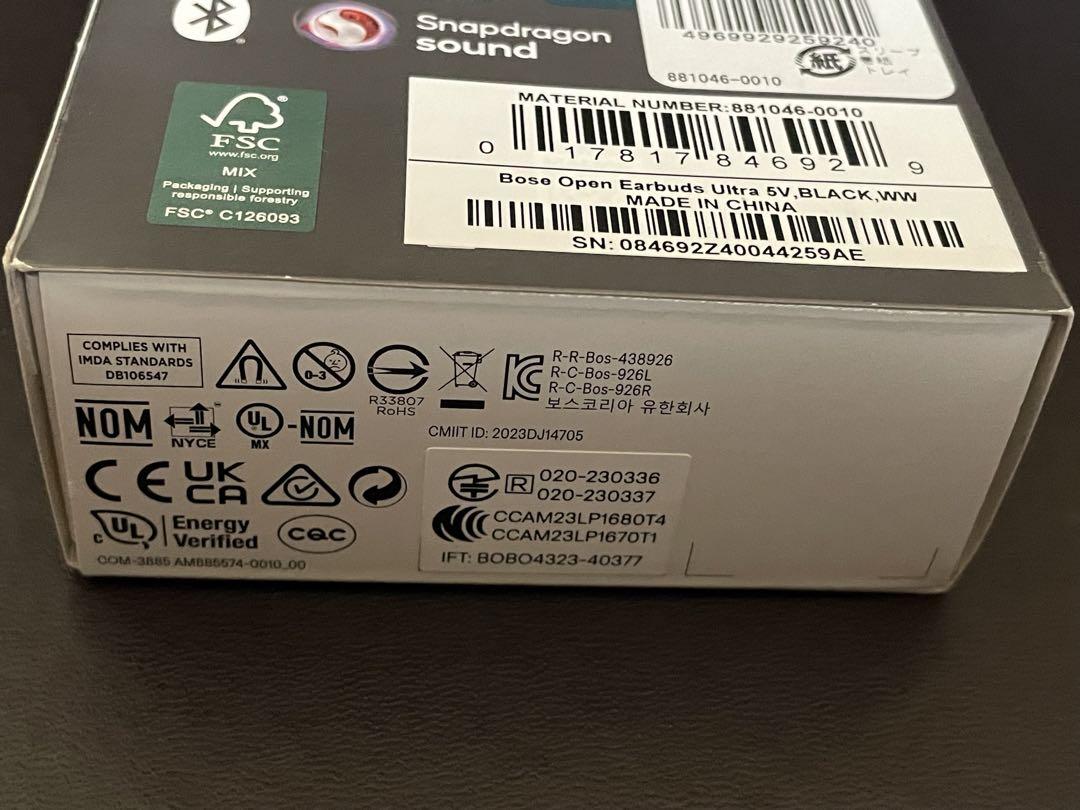 Snapdragon
sound
4969929259240
スリーブ
紙
トレイ
881046-0010
FSC
www.fsc.org
MIX
Packaging | Supporting
responsible forestry
FSC® C126093
MATERIAL NUMBER:881046-0010
0 17817 84692 9
Bose Open Earbuds Ultra 5V,BLACK,WW
MADE IN CHINA
SN: 084692Z40044259AE
COMPLIES WITH
IMDA STANDARDS
DB106547
0-3
R33807
RoHS
R-R-Bos-438926
R-C-Bos-926L
R-C-Bos-926R
보스코리아 유한회사
NOM
NYCE
UL
MX
-NOM
CMIIT ID: 2023DJ14705
CE
UK
CA
R
020-230336
020-230337
CCAM23LP1680T4
CCAM23LP1670T1
IFT: BOBO4323-40377
c UL
Energy
Verified
CQC
COM-3885 AM885574-0010_00